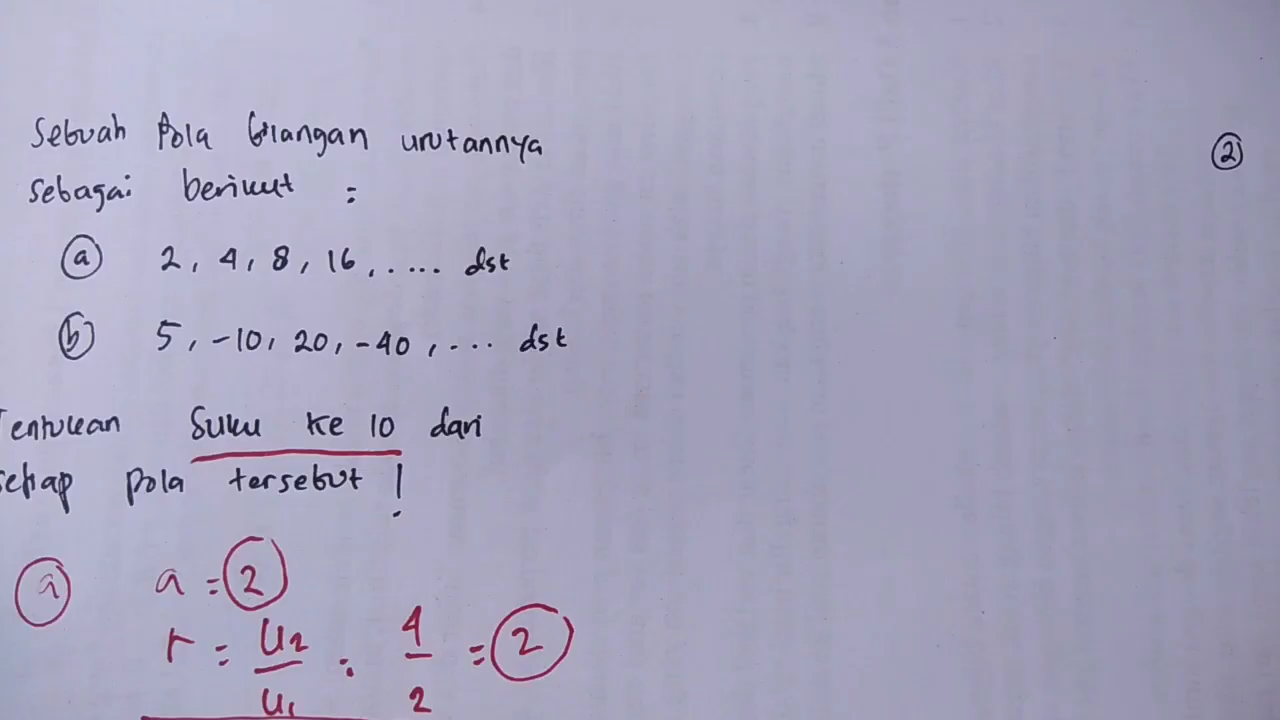 Sebuah Pola bilangan urutannya
sebagai berikut :
(a) 2, 4, 8, 16, .... dst
(b) 5, -10, 20, -40, ... dst
Tentukan Suku ke 10 dari
setiap pola tersebut !
(a) a = 2
r = U2/U1 = 4/2 = 2
(2)